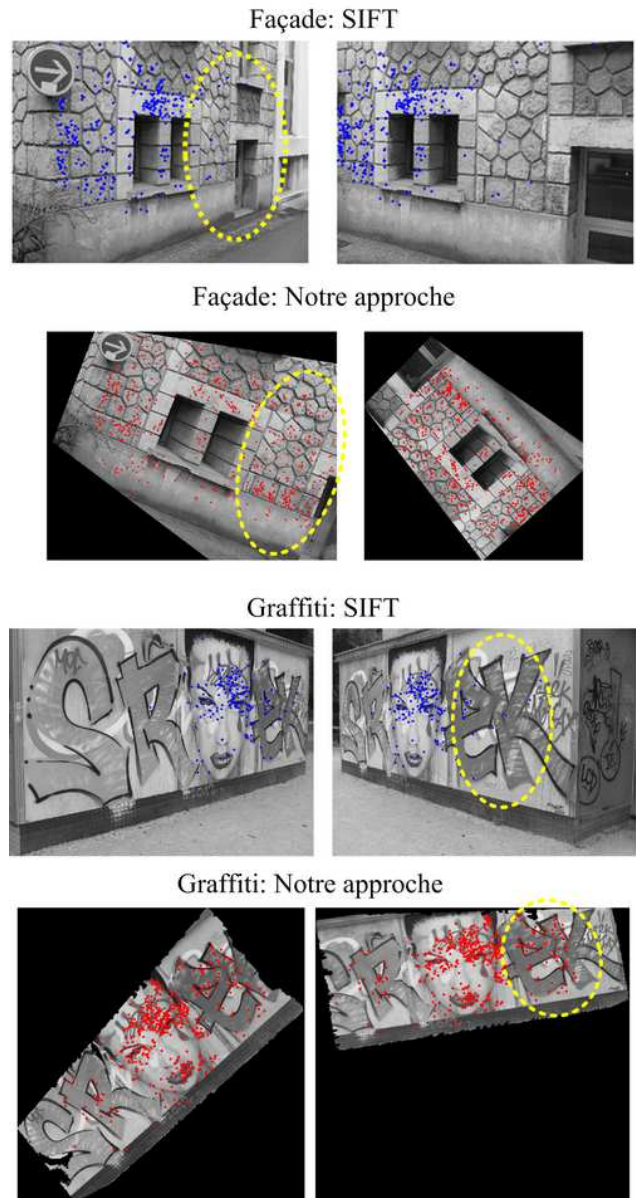 Façade: SIFT
Façade: Notre approche
Graffiti: SIFT
Graffiti: Notre approche